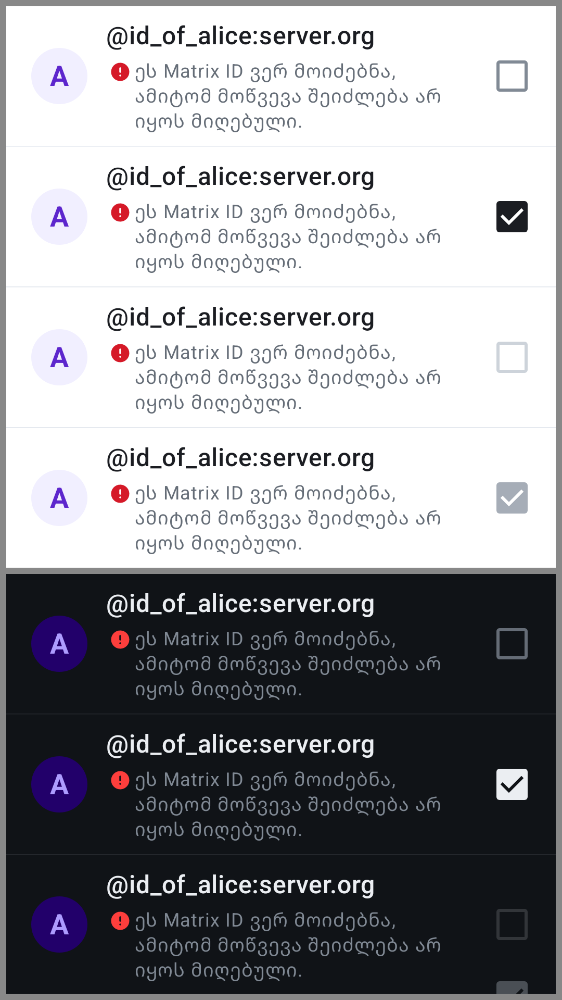 @id_of_alice:server.org
A
ეს Matrix ID ვერ მოიძებნა,
ამიტომ მოწვევა შეიძლება არ
იყოს მიღებული.
@id_of_alice:server.org
A
ეს Matrix ID ვერ მოიძებნა,
ამიტომ მოწვევა შეიძლება არ
იყოს მიღებული.
@id_of_alice:server.org
A
ეს Matrix ID ვერ მოიძებნა,
ამიტომ მოწვევა შეიძლება არ
იყოს მიღებული.
@id_of_alice:server.org
A
ეს Matrix ID ვერ მოიძებნა,
ამიტომ მოწვევა შეიძლება არ
იყოს მიღებული.
@id_of_alice:server.org
A
ეს Matrix ID ვერ მოიძებნა,
ამიტომ მოწვევა შეიძლება არ
იყოს მიღებული.
@id_of_alice:server.org
A
ეს Matrix ID ვერ მოიძებნა,
ამიტომ მოწვევა შეიძლება არ
იყოს მიღებული.
@id_of_alice:server.org
A
ეს Matrix ID ვერ მოიძებნა,
ამიტომ მოწვევა შეიძლება არ
იყოს მიღებული.